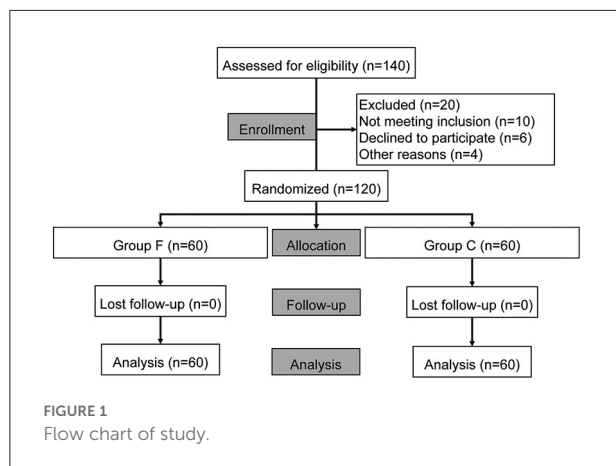 Assessed for eligibility (n=140)
Enrollment
Excluded (n=20)
Not meeting inclusion (n=10)
Declined to participate (n=6)
Other reasons (n=4)
Randomized (n=120)
Group F (n=60)
Allocation
Group C (n=60)
Lost follow-up (n=0)
Follow-up
Lost follow-up (n=0)
Analysis (n=60)
Analysis
Analysis (n=60)
FIGURE 1
Flow chart of study.